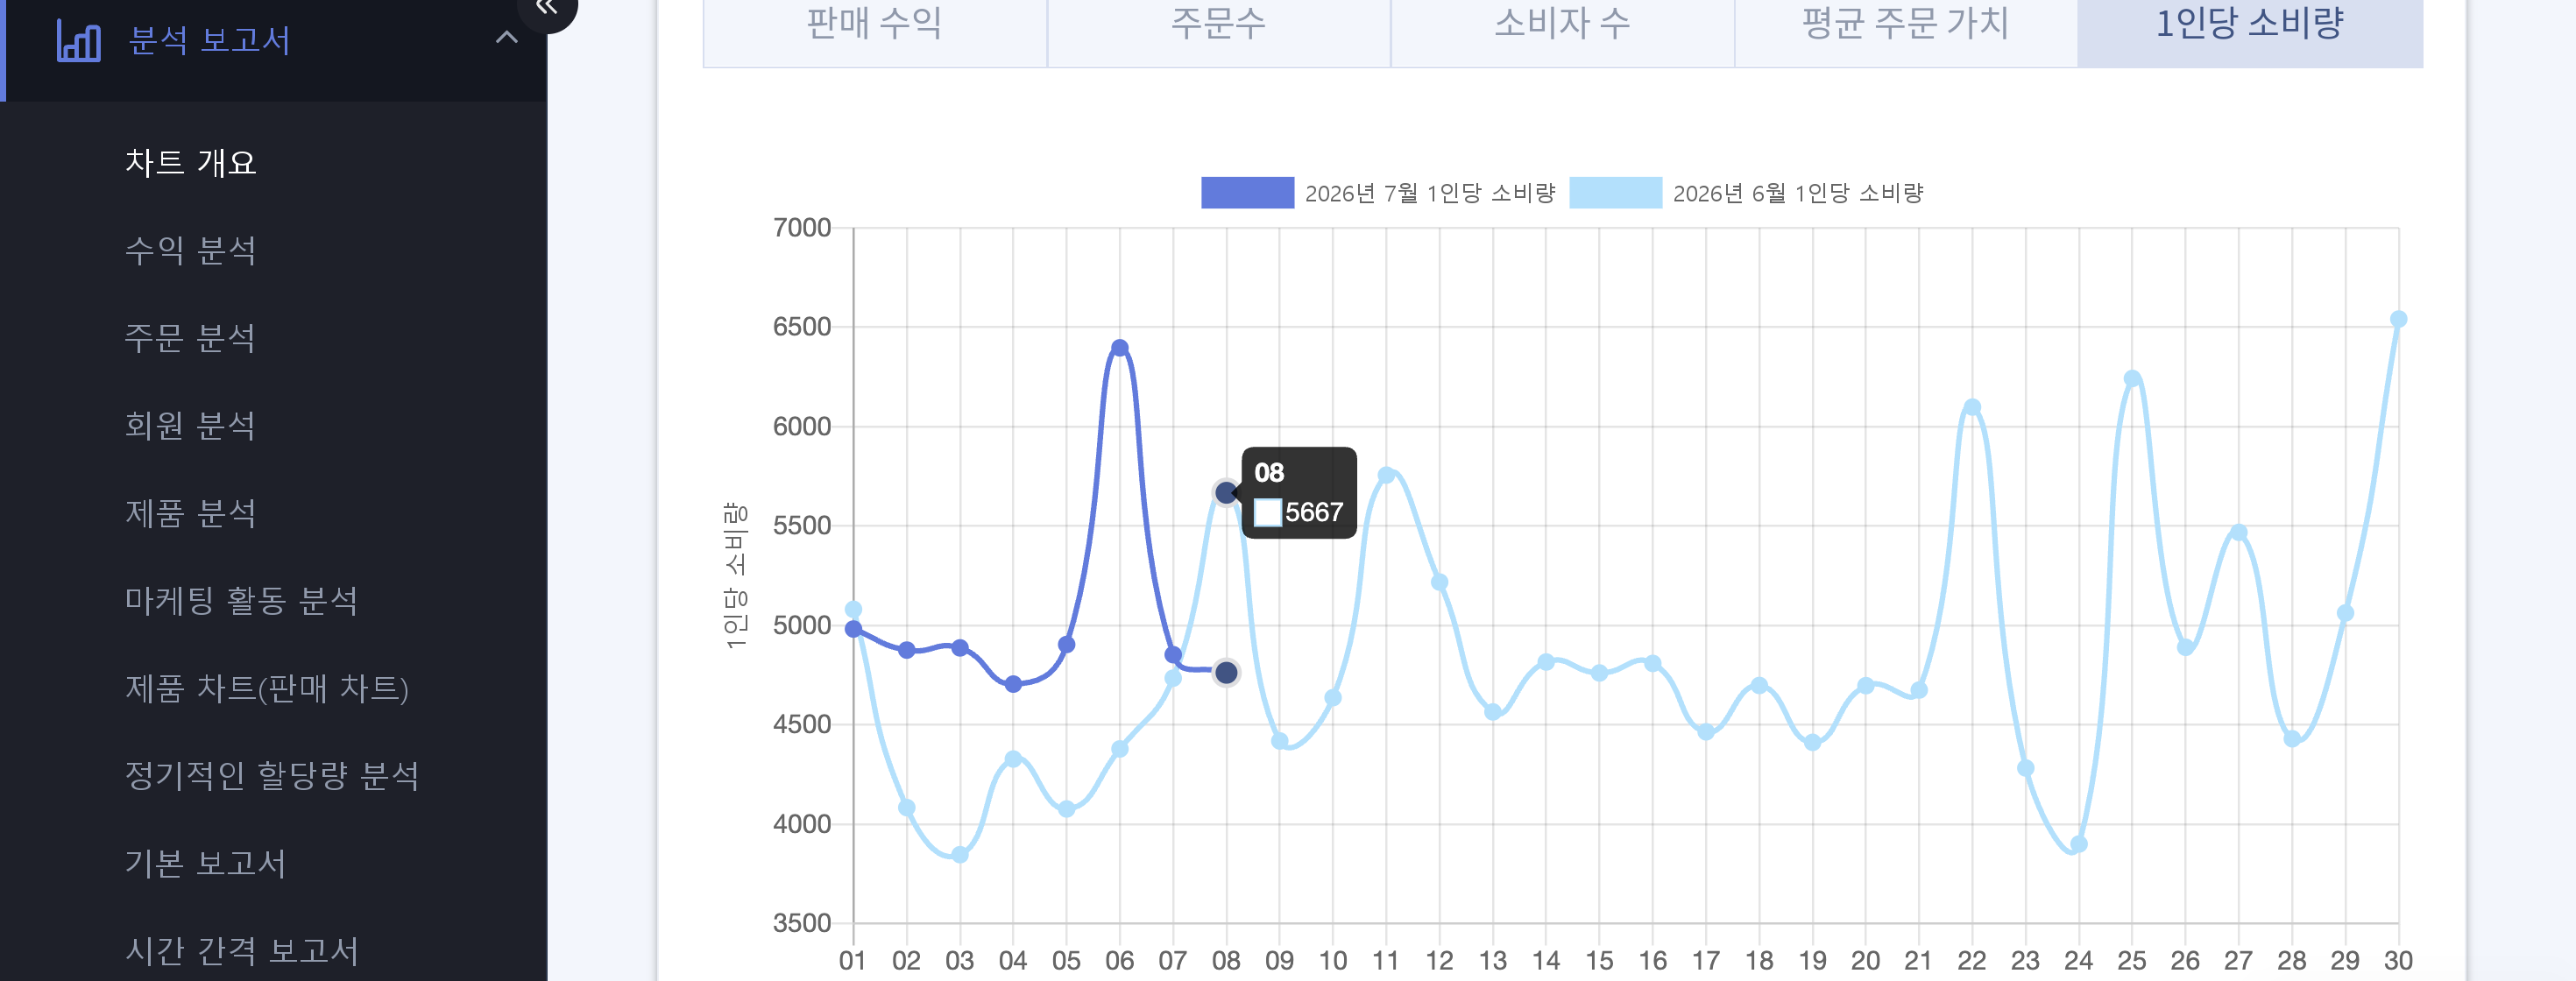 분석 보고서
차트 개요
수익 분석
주문 분석
회원 분석
제품 분석
마케팅 활동 분석
제품 차트(판매 차트)
정기적인 할당량 분석
기본 보고서
시간 간격 보고서
판매 수익 주문수 소비자 수 평균 주문 가치 1인당 소비량
2026년 7월 1인당 소비량 2026년 6월 1인당 소비량
1인당 소비량
7000
6500
6000
5500
5000
4500
4000
3500
08
5667
01 02 03 04 05 06 07 08 09 10 11 12 13 14 15 16 17 18 19 20 21 22 23 24 25 26 27 28 29 30